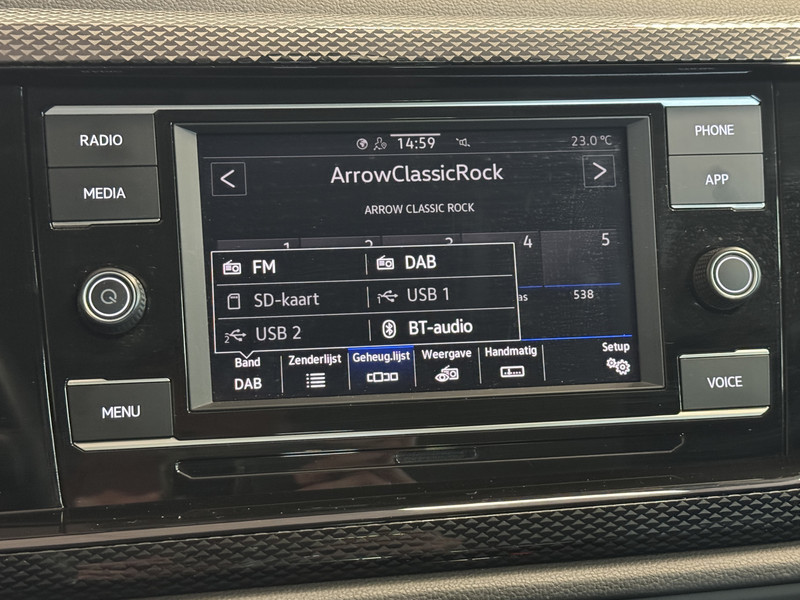 RADIO
MEDIA
MENU
14:59
23.0 °C
<
ArrowClassicRock
>
ARROW CLASSIC ROCK
1 2 3 4 5
FM DAB
SD-kaart USB 1
2 USB 2 BT-audio
as 538
Band Zenderlijst Geheug.lijst Weergave Handmatig Setup
DAB
PHONE
APP
VOICE